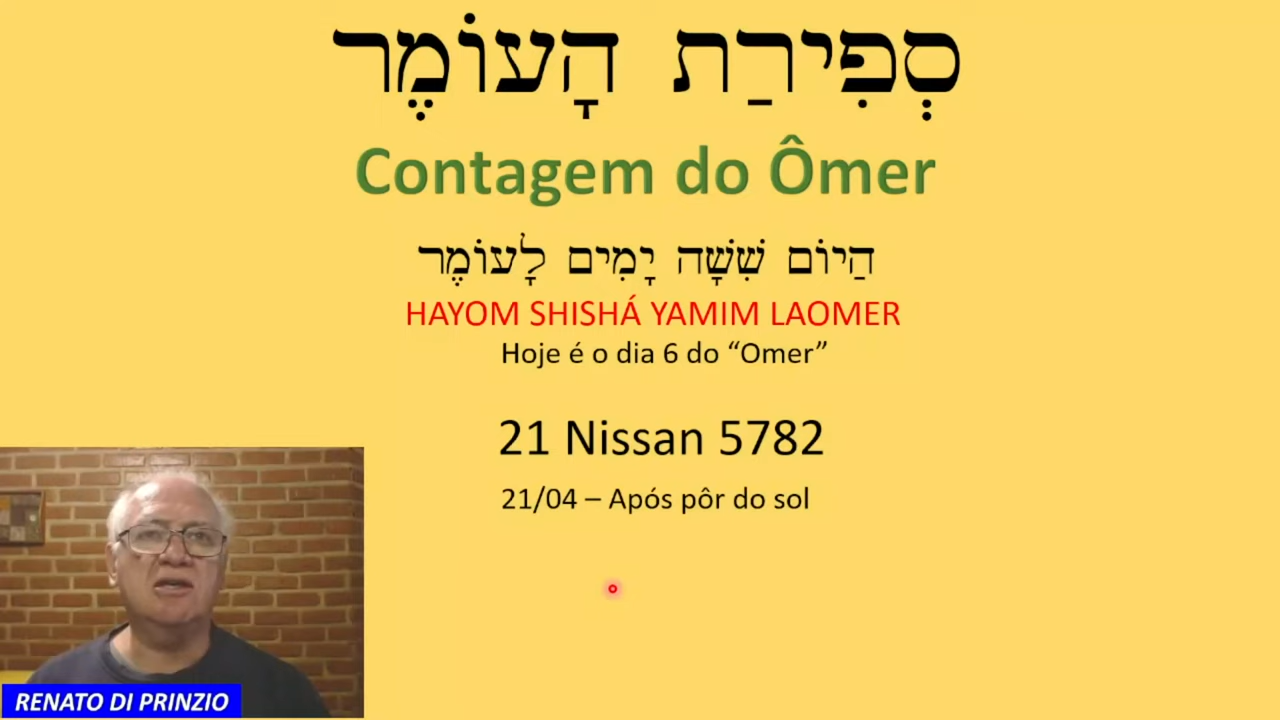 סְפִירַת הָעוֹמֶר
Contagem do Ômer
הַיוֹם שִׁשָּׁה יָמִים לָעוֹמֶר
HAYOM SHISHÁ YAMIM LAOMER
Hoje é o dia 6 do “Omer”
21 Nissan 5782
21/04 – Após pôr do sol
RENATO DI PRINZIO